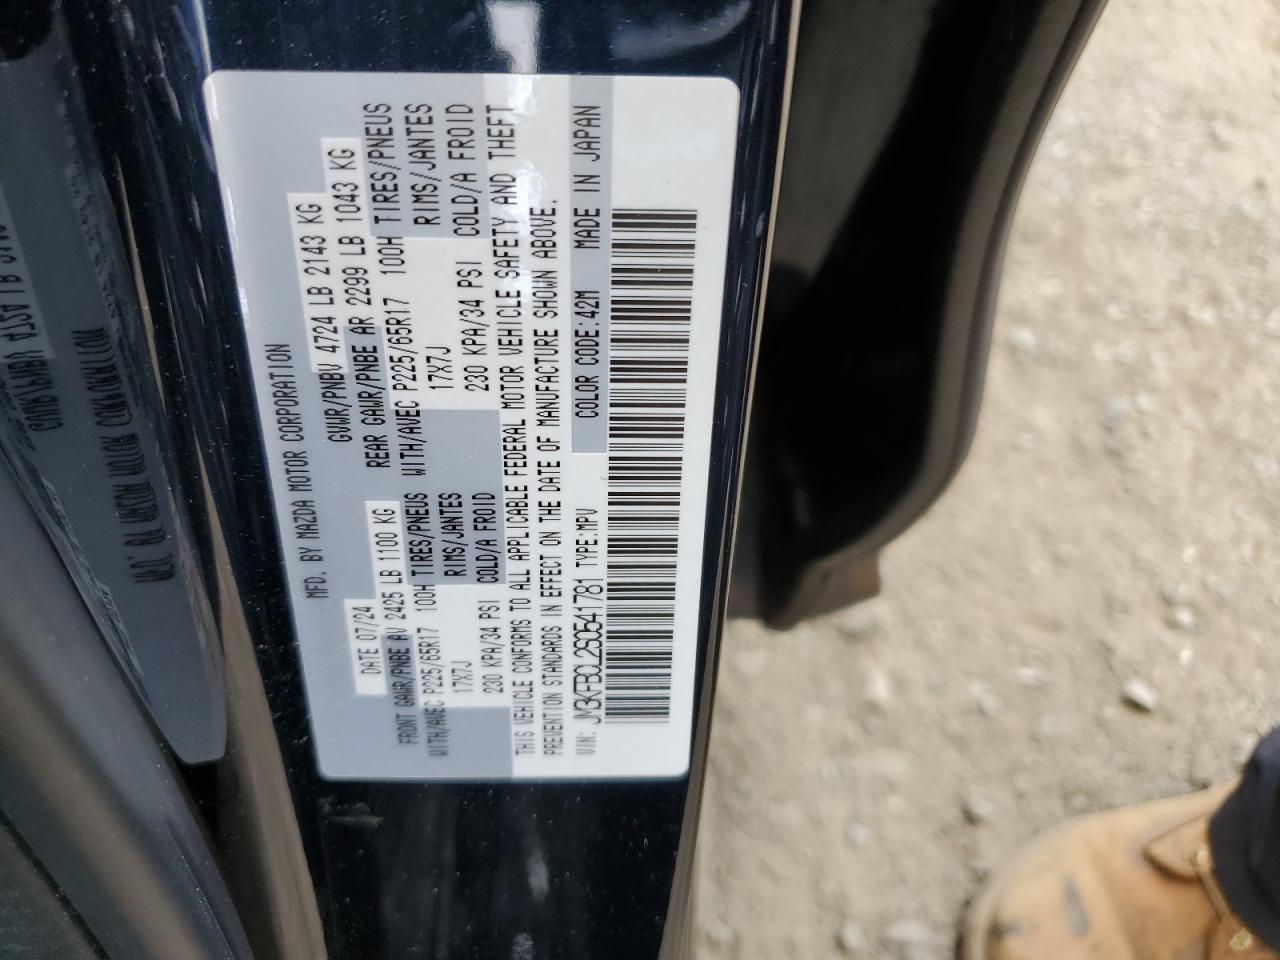 MFD. BY MAZDA MOTOR CORPORATION
DATE 07/24 GVWR/PNBV 4724 LB 2143 KG
FRONT GAWR/PNBE AV 2425 LB 1100 KG REAR GAWR/PNBE AR 2299 LB 1043 KG
WITH/AVEC P225/65R17 100H TIRES/PNEUS WITH/AVEC P225/65R17 100H TIRES/PNEUS
17X7J RIMS/JANTES 17X7J RIMS/JANTES
230 KPA/34 PSI COLD/A FROID 230 KPA/34 PSI COLD/A FROID
THIS VEHICLE CONFORMS TO ALL APPLICABLE FEDERAL MOTOR VEHICLE SAFETY AND THEFT
PREVENTION STANDARDS IN EFFECT ON THE DATE OF MANUFACTURE SHOWN ABOVE.
VIN: JM3KFBCL2S0541781 TYPE:MPV COLOR CODE:42M MADE IN JAPAN